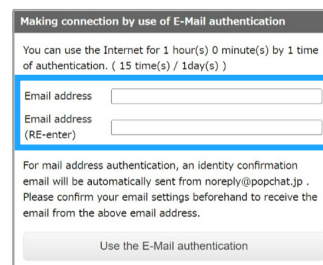 Making connection by use of E-Mail authentication
You can use the Internet for 1 hour(s) 0 minute(s) by 1 time
of authentication. ( 15 time(s) / 1day(s) )
Email address
Email address
(RE-enter)
For mail address authentication, an identity confirmation
email will be automatically sent from noreply@popchat.jp .
Please confirm your email settings beforehand to receive the
email from the above email address.
Use the E-Mail authentication